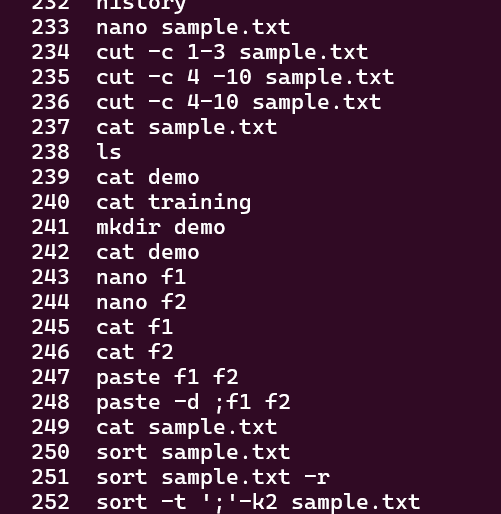 232 history
233 nano sample.txt
234 cut -c 1-3 sample.txt
235 cut -c 4 -10 sample.txt
236 cut -c 4-10 sample.txt
237 cat sample.txt
238 ls
239 cat demo
240 cat training
241 mkdir demo
242 cat demo
243 nano f1
244 nano f2
245 cat f1
246 cat f2
247 paste f1 f2
248 paste -d ;f1 f2
249 cat sample.txt
250 sort sample.txt
251 sort sample.txt -r
252 sort -t ';'-k2 sample.txt